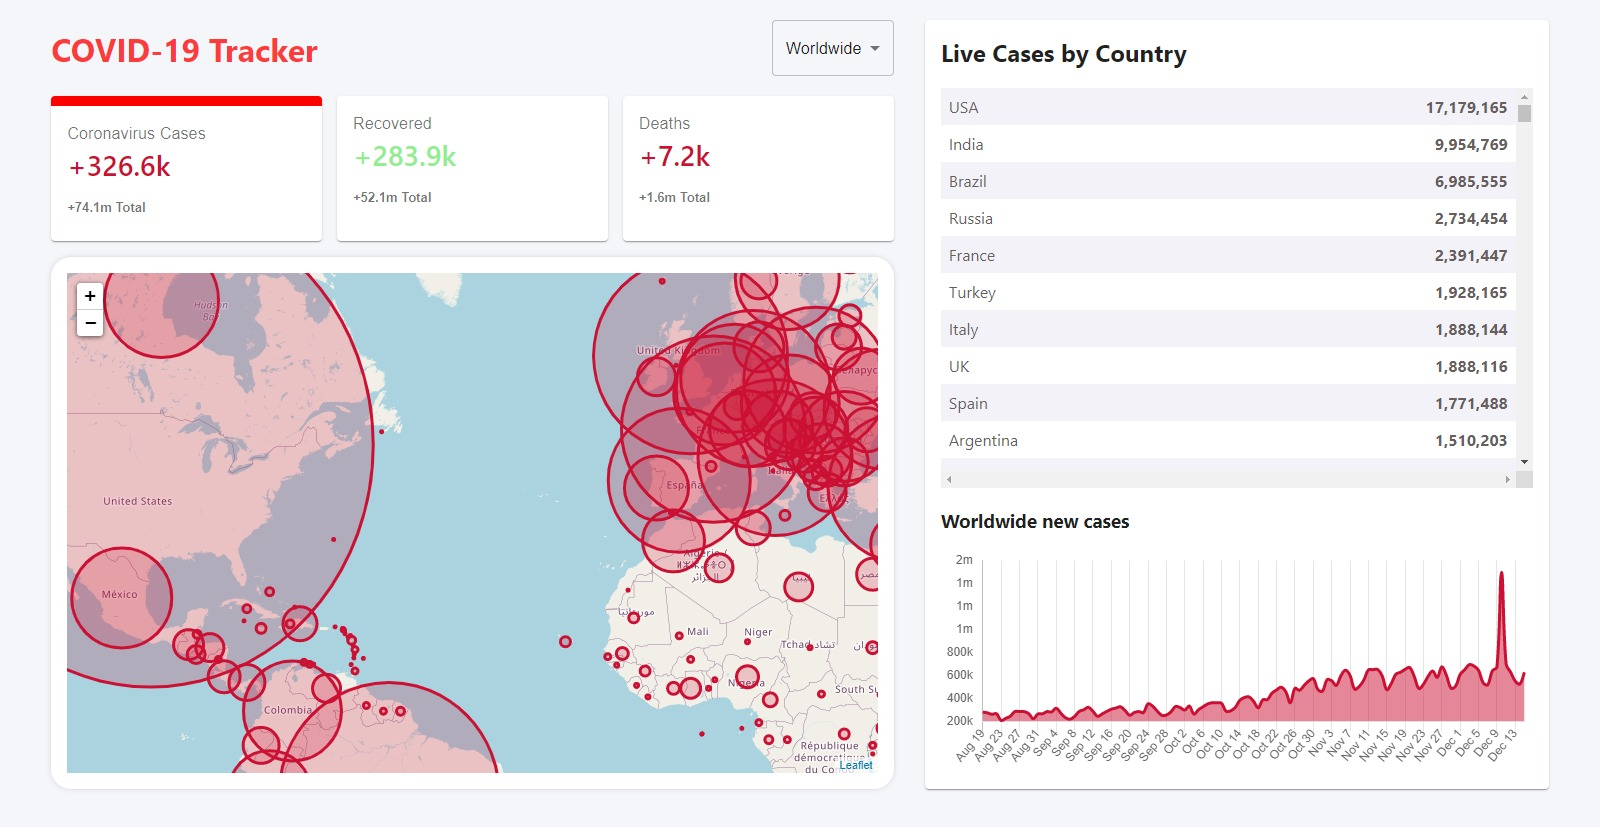 COVID-19 Tracker
Worldwide
Coronavirus Cases
+326.6k
+74.1m Total
Recovered
+283.9k
+52.1m Total
Deaths
+7.2k
+1.6m Total
+
−
Hudson
Bay
United Kingdom
España
United States
México
Mali
Niger
Nigeria
Colombia
South
République
démocratique
Leaflet
Live Cases by Country
USA 17,179,165
India 9,954,769
Brazil 6,985,555
Russia 2,734,454
France 2,391,447
Turkey 1,928,165
Italy 1,888,144
UK 1,888,116
Spain 1,771,488
Argentina 1,510,203
Worldwide new cases
2m
1m
1m
1m
800k
600k
400k
200k
Aug 19 Aug 23 Aug 27 Aug 31 Sep 4 Sep 8 Sep 12 Sep 16 Sep 20 Sep 24 Sep 28 Oct 2 Oct 6 Oct 10 Oct 14 Oct 18 Oct 22 Oct 26 Oct 30 Nov 3 Nov 7 Nov 11 Nov 15 Nov 19 Nov 23 Nov 27 Dec 1 Dec 5 Dec 9 Dec 13